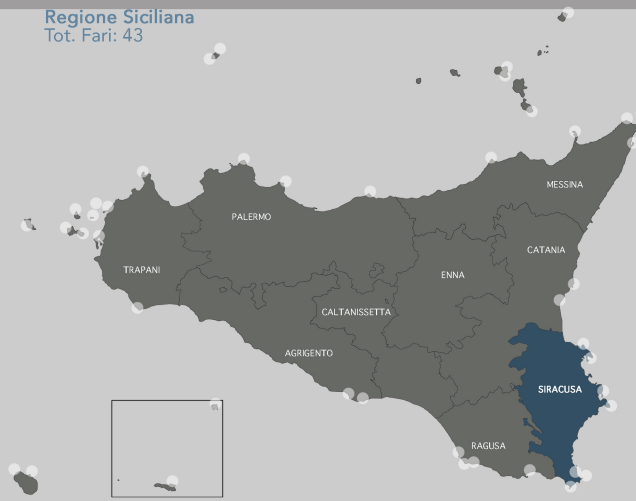 Regione Siciliana
Tot. Fari: 43
MESSINA
PALERMO
CATANIA
TRAPANI
ENNA
CALTANISSETTA
AGRIGENTO
SIRACUSA
RAGUSA